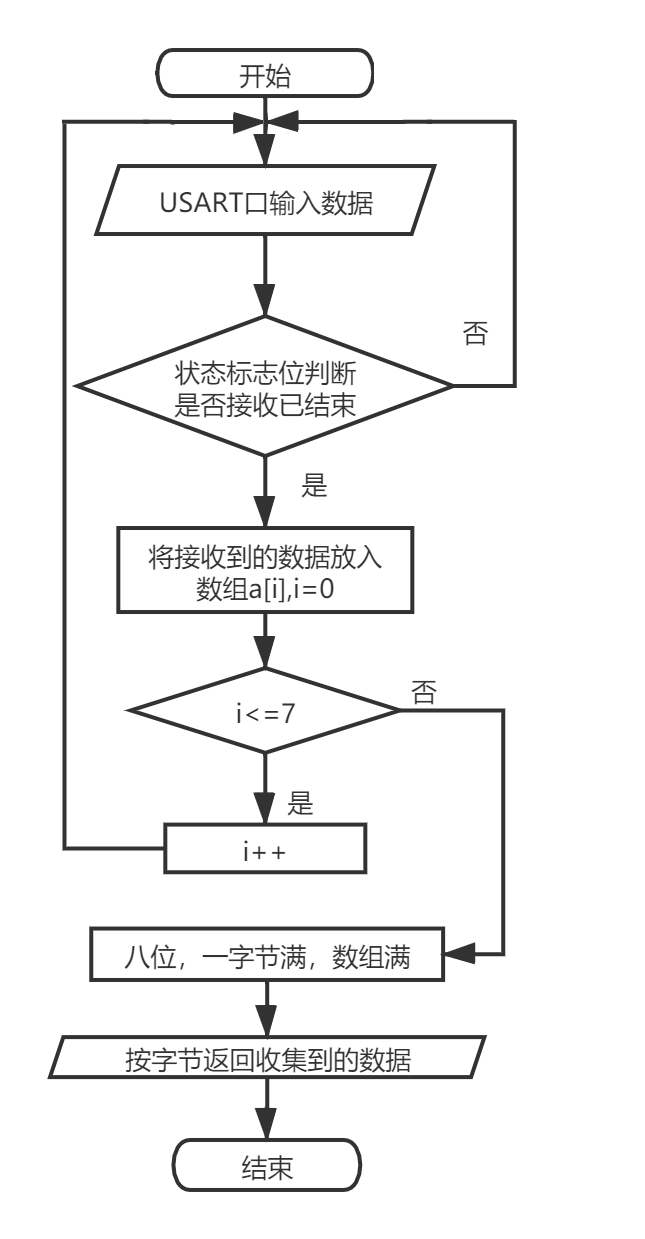 开始
USART口输入数据
否
状态标志位判断
是否接收已结束
是
将接收到的数据放入
数组a[i],i=0
否
i<=7
是
i++
八位，一字节满，数组满
按字节返回收集到的数据
结束